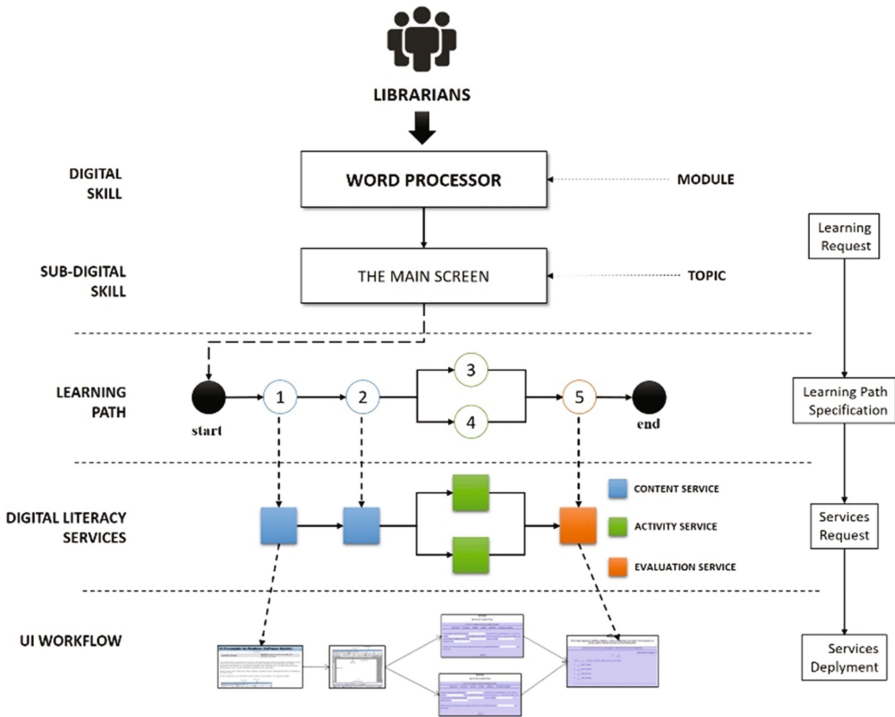 LIBRARIANS
DIGITAL
SKILL
WORD PROCESSOR
MODULE
Learning
Request
SUB-DIGITAL
SKILL
THE MAIN SCREEN
TOPIC
LEARNING
PATH
start
1
2
3
4
5
end
Learning Path
Specification
DIGITAL LITERACY
SERVICES
CONTENT SERVICE
ACTIVITY SERVICE
EVALUATION SERVICE
Services
Request
UI WORKFLOW
Services
Deplyment